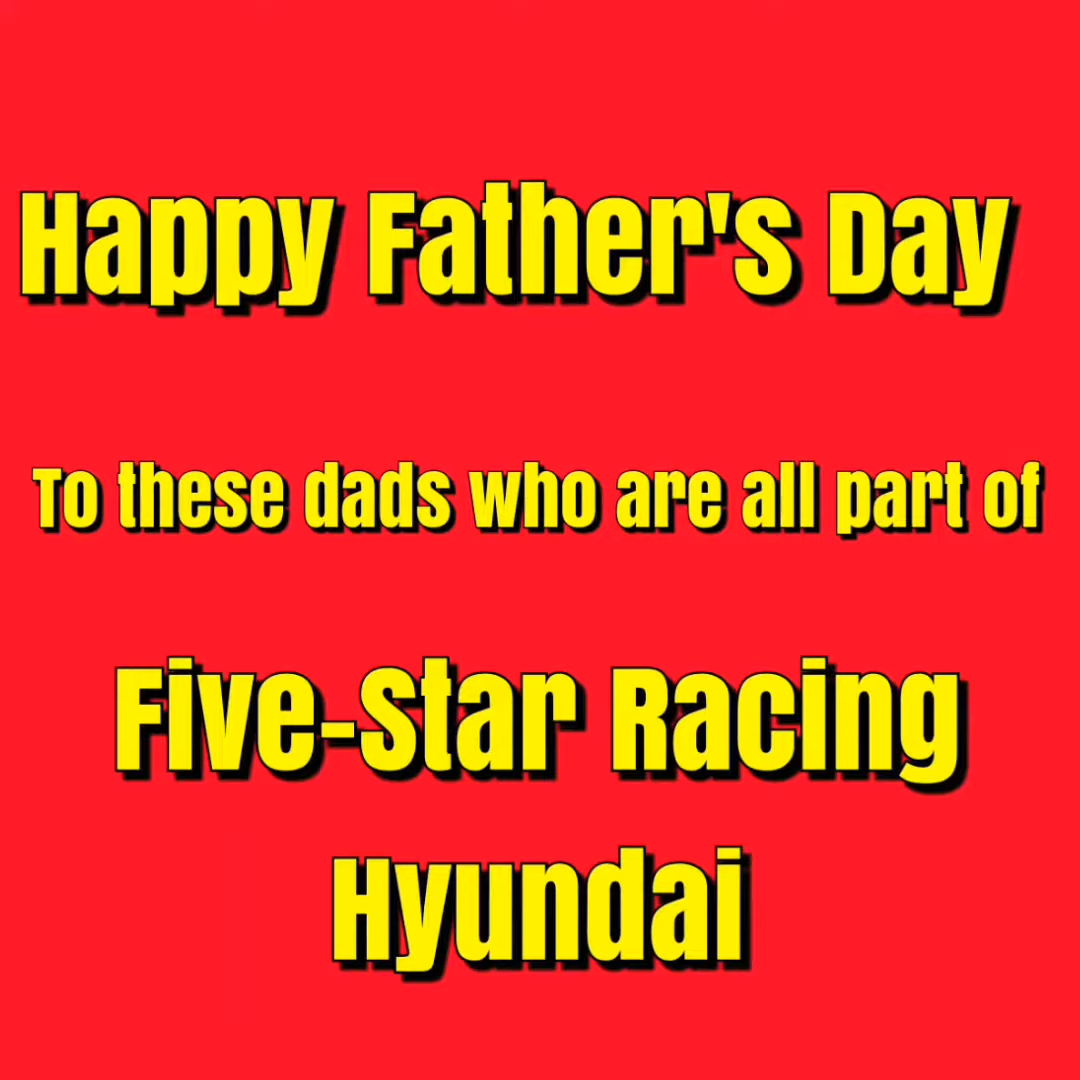 Happy Father's Day
To these dads who are all part of
Five-Star Racing
Hyundai